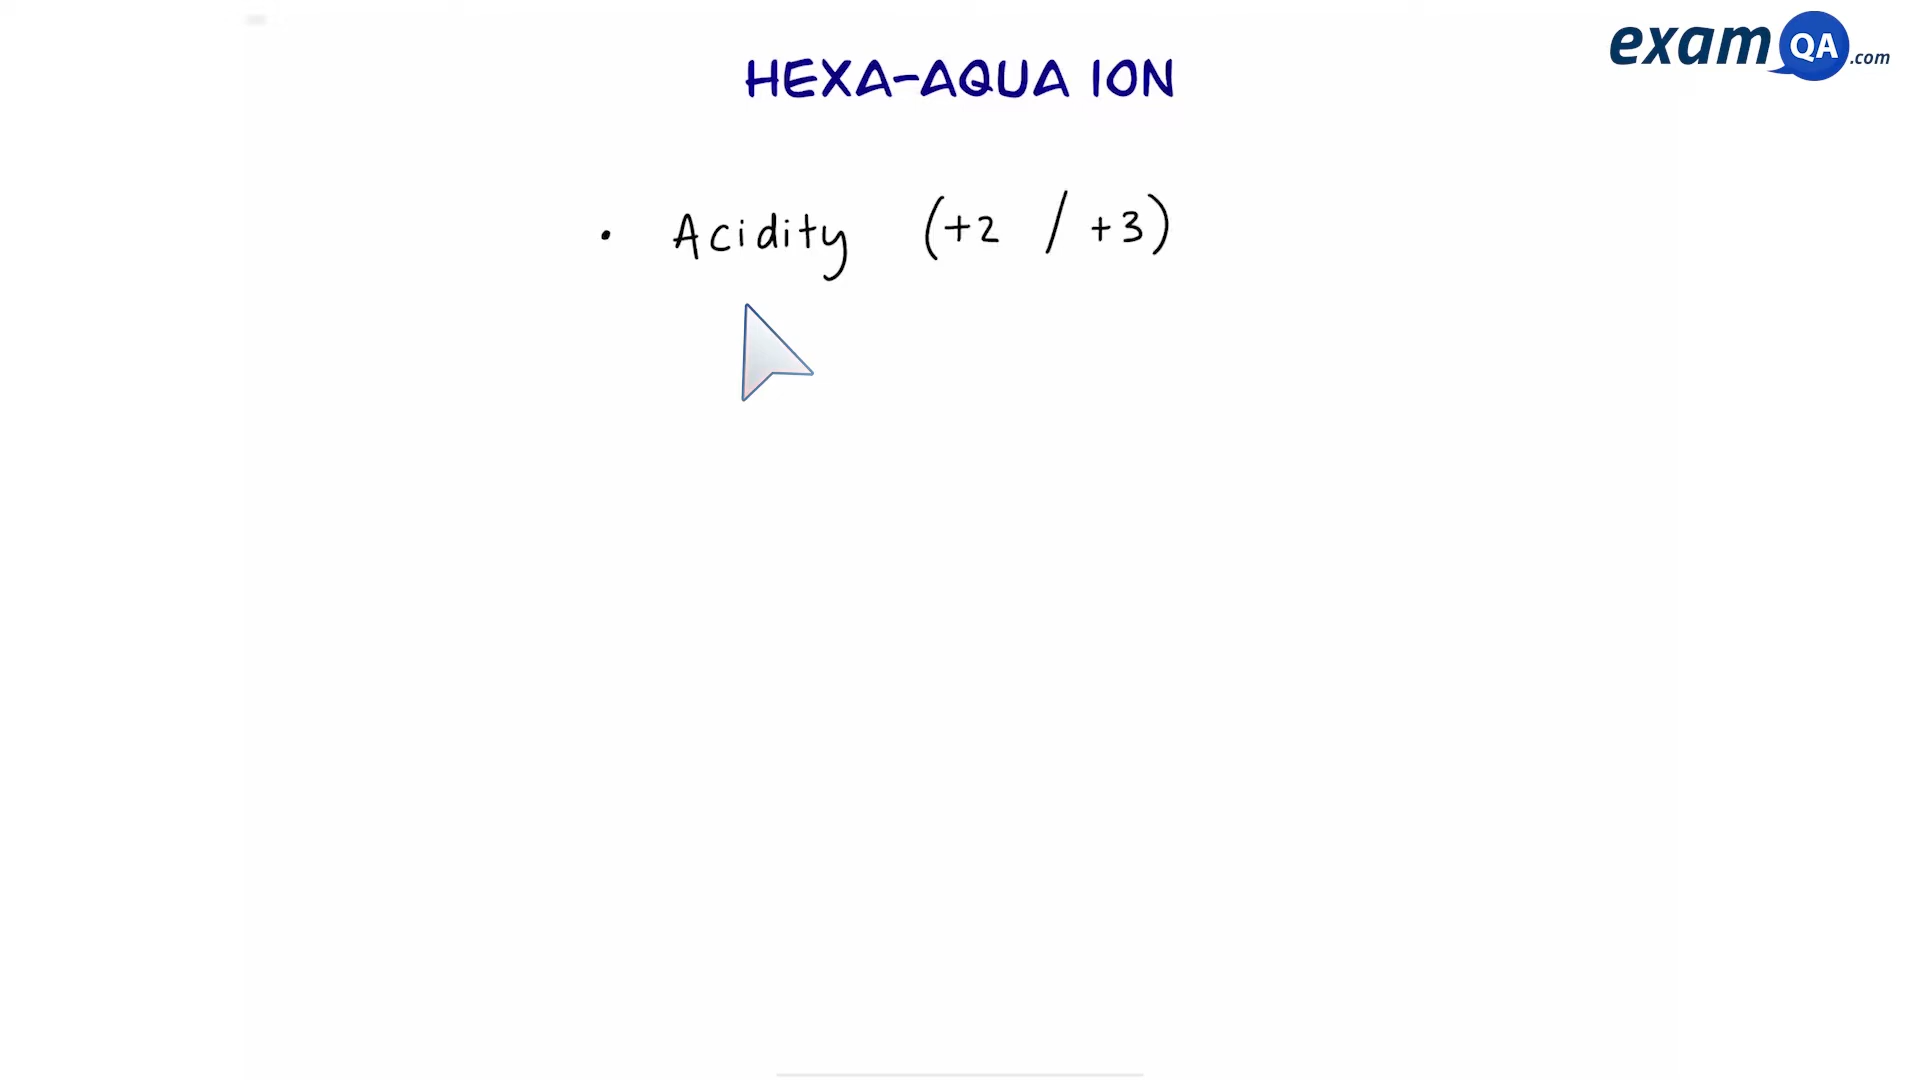 examQA.com
HEXA-AQUA ION
• Acidity (+2 / +3)